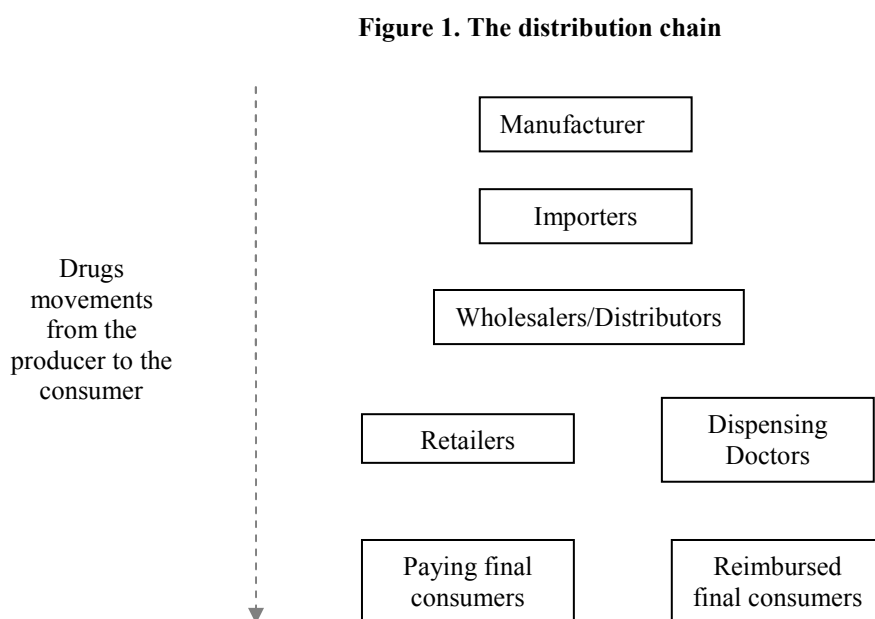 Figure 1. The distribution chain
Manufacturer
Importers
Drugs
movements
from the
producer to the
consumer
Wholesalers/Distributors
Retailers
Dispensing
Doctors
Paying final
consumers
Reimbursed
final consumers